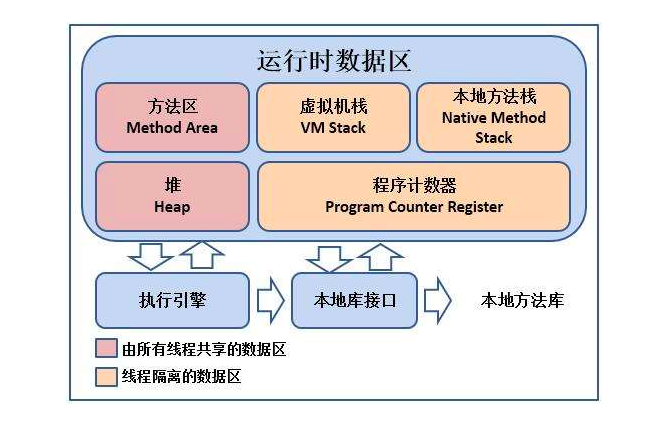 运行时数据区
方法区
Method Area
虚拟机栈
VM Stack
本地方法栈
Native Method
Stack
堆
Heap
程序计数器
Program Counter Register
执行引擎
本地库接口
本地方法库
由所有线程共享的数据区
线程隔离的数据区